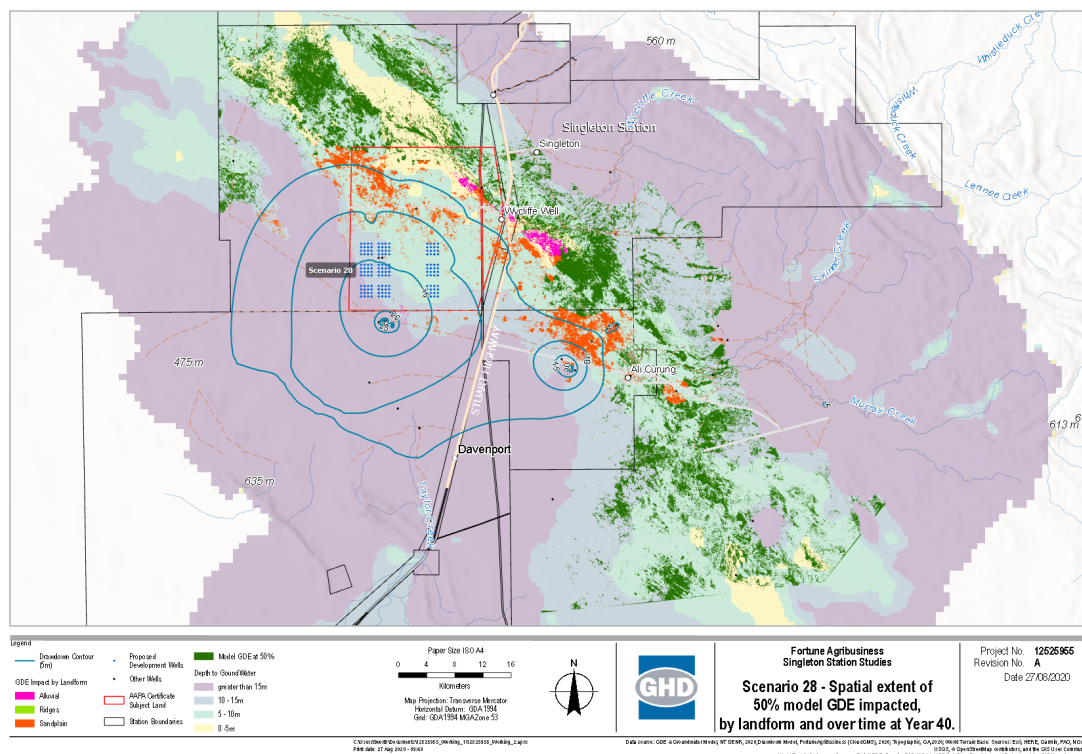 560 m
Whistleduck Creek
Whistleduck Creek
Wycliffe Creek
Singleton Station
Singleton
Lennee Creek
Wycliffe Well
Skinner Creek
Scenario 28
475 m
STUART HIGHWAY
Ali Curung
Murray Creek
613 m
Davenport
635 m
Taylor Creek
Legend
Drawdown Contour
(5m)
GDE Impact by Landform
Alluvial
Ridges
Sandplain
Proposed
Development Wells
Other Wells
AAPA Certificate
Subject Land
Station Boundaries
Model GDE at 50%
Depth to GroundWater
greater than 15m
10 - 15m
5 - 10m
0 -5m
Paper Size ISO A4
0 4 8 12 16
Kilometers
Map Projection: Transverse Mercator
Horizontal Datum: GDA 1994
Grid: GDA 1994 MGA Zone 53
N
GHD
Fortune Agribusiness
Singleton Station Studies
Scenario 28 - Spatial extent of
50% model GDE impacted,
by landform and over time at Year 40.
Project No. 12525955
Revision No. A
Date 27/08/2020